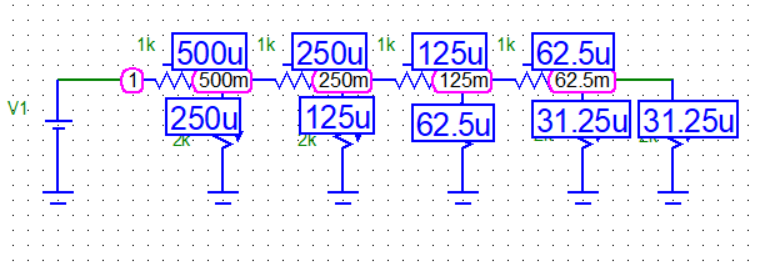 1k 500u 1k 250u 1k 125u 1k 62.5u
1 500m 250m 125m 62.5m
V1 250u 125u 62.5u 31.25u 31.25u
2k 2k